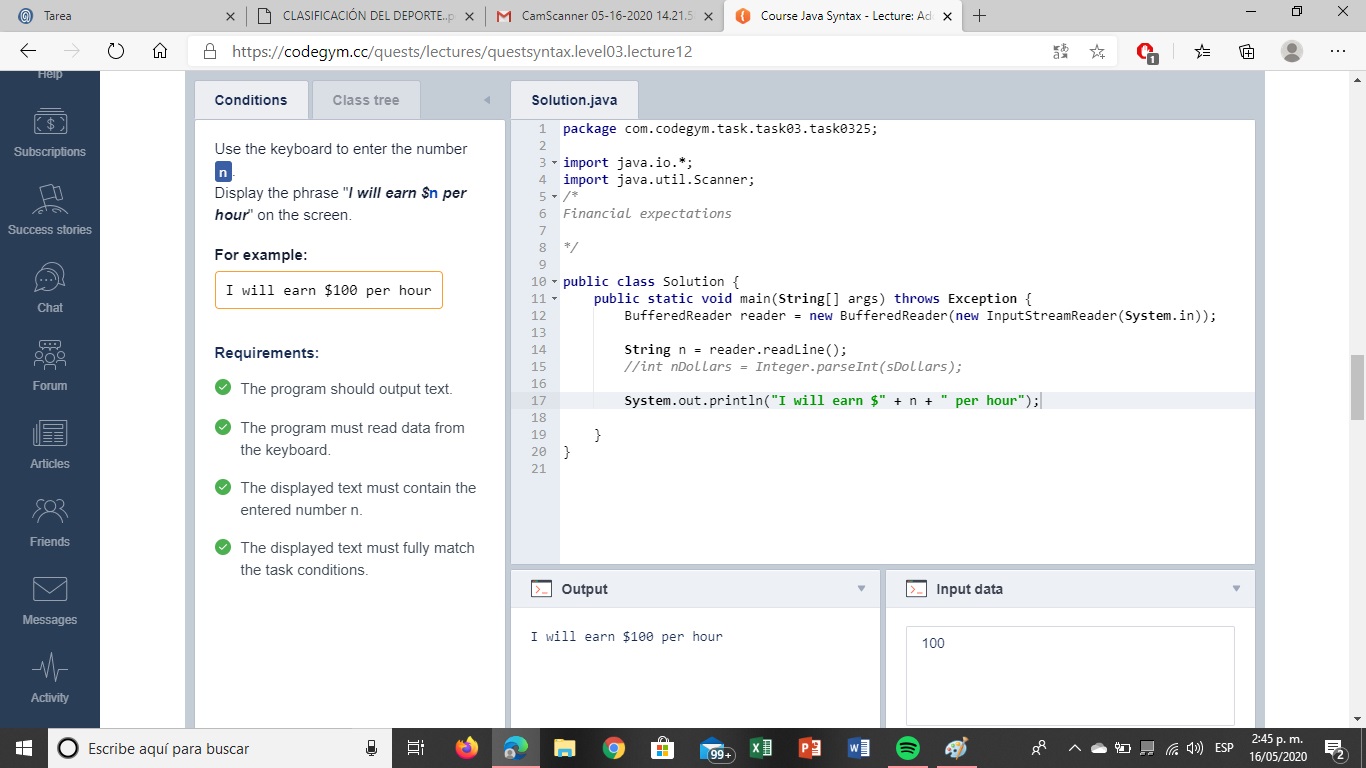 Tarea
CLASIFICACIÓN DEL DEPORTE..p
CamScanner 05-16-2020 14.21.5
Course Java Syntax - Lecture: Ad
https://codegym.cc/quests/lectures/questsyntax.level03.lecture12
1
Help
Subscriptions
Success stories
Chat
Forum
Articles
Friends
Messages
Activity
Conditions
Class tree
Use the keyboard to enter the number
n.
Display the phrase "I will earn $n per
hour" on the screen.
For example:
I will earn $100 per hour
Requirements:
The program should output text.
The program must read data from
the keyboard.
The displayed text must contain the
entered number n.
The displayed text must fully match
the task conditions.
Solution.java
1 package com.codegym.task.task03.task0325;
2
3 import java.io.*;
4 import java.util.Scanner;
5 /*
6 Financial expectations
7
8 */
9
10 public class Solution {
11     public static void main(String[] args) throws Exception {
12         BufferedReader reader = new BufferedReader(new InputStreamReader(System.in));
13
14         String n = reader.readLine();
15         //int nDollars = Integer.parseInt(sDollars);
16
17         System.out.println("I will earn $" + n + " per hour");
18
19     }
20 }
21
Output
I will earn $100 per hour
Input data
100
Escribe aquí para buscar
99+
ESP
2:45 p. m.
16/05/2020
2